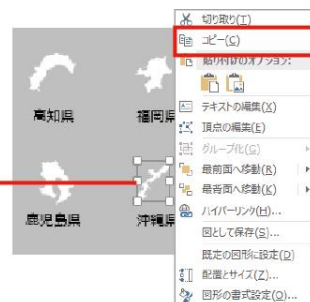 高知県
福岡県
鹿児島県
沖縄県
切り取り(T)
コピー(C)
貼り付けのオプション:
テキストの編集(X)
頂点の編集(E)
グループ化(G)
最前面へ移動(R)
最背面へ移動(K)
ハイパーリンク(H)...
図として保存(S)...
既定の図形に設定(D)
配置とサイズ(Z)...
図形の書式設定(O)...